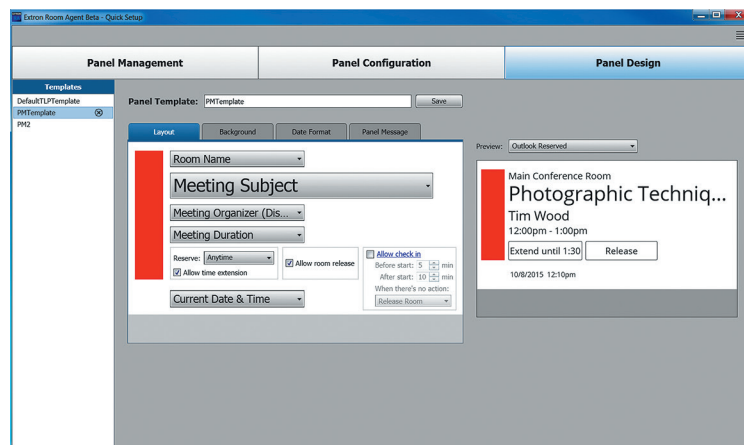 Extron Room Agent Beta - Quick Setup
Panel Management
Panel Configuration
Panel Design
Templates
DefaultTLPTemplate
PMTemplate
PM2
Panel Template: PMTemplate Save
Layout Background Date Format Panel Message
Room Name
Meeting Subject
Meeting Organizer (Dis...
Meeting Duration
Reserve: Anytime
Allow time extension
Allow room release
Allow check in
Before start: 5 min
After start: 10 min
When there's no action:
Release Room
Current Date & Time
Preview: Outlook Reserved
Main Conference Room
Photographic Techniq...
Tim Wood
12:00pm - 1:00pm
Extend until 1:30 Release
10/8/2015 12:10pm